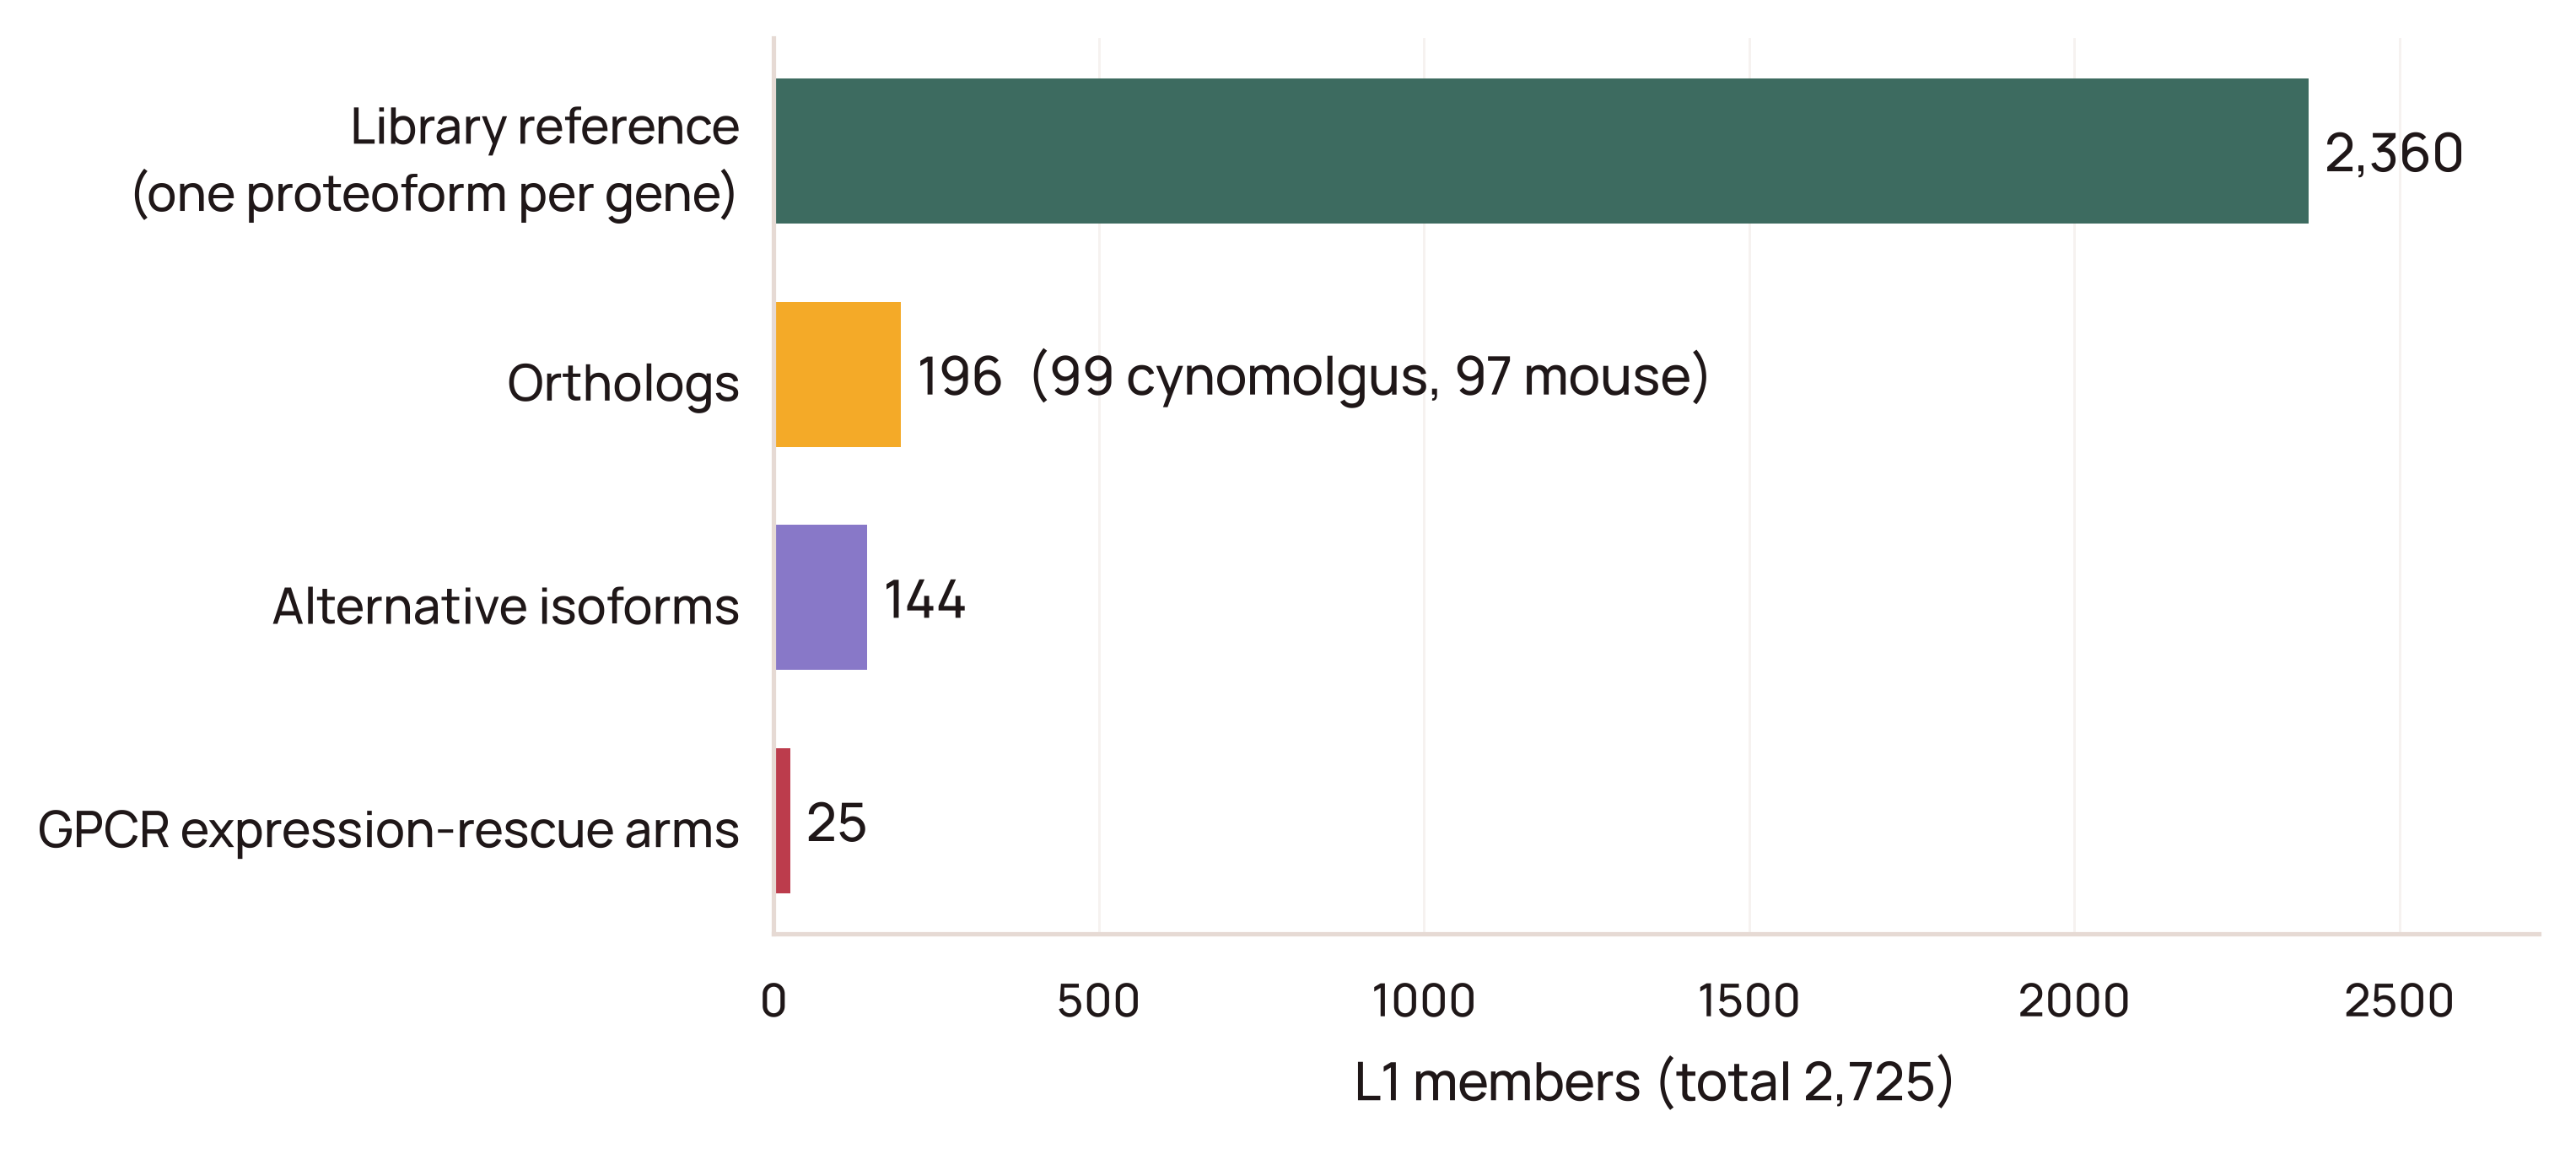 Library reference
(one proteoform per gene)
2,360
Orthologs
196 (99 cynomolgus, 97 mouse)
Alternative isoforms
144
GPCR expression-rescue arms
25
0 500 1000 1500 2000 2500
L1 members (total 2,725)